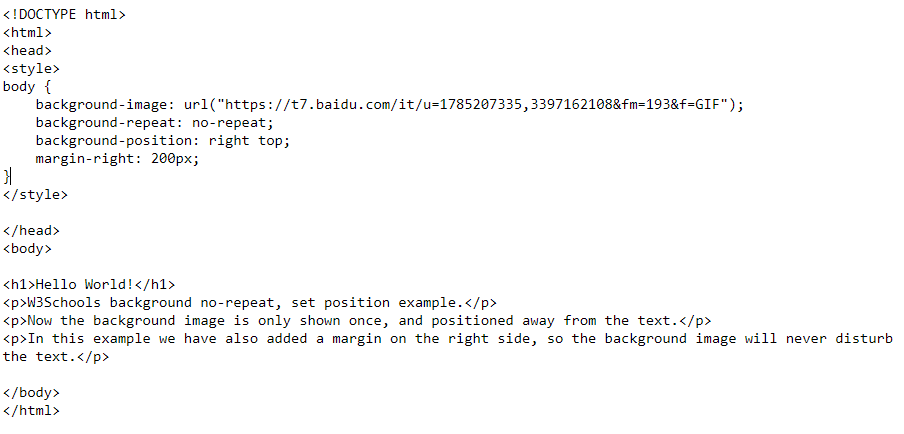 <!DOCTYPE html>
<html>
<head>
<style>
body {
    background-image: url("https://t7.baidu.com/it/u=1785207335,3397162108&fm=193&f=GIF");
    background-repeat: no-repeat;
    background-position: right top;
    margin-right: 200px;
}
</style>

</head>
<body>

<h1>Hello World!</h1>
<p>W3Schools background no-repeat, set position example.</p>
<p>Now the background image is only shown once, and positioned away from the text.</p>
<p>In this example we have also added a margin on the right side, so the background image will never disturb
the text.</p>

</body>
</html>